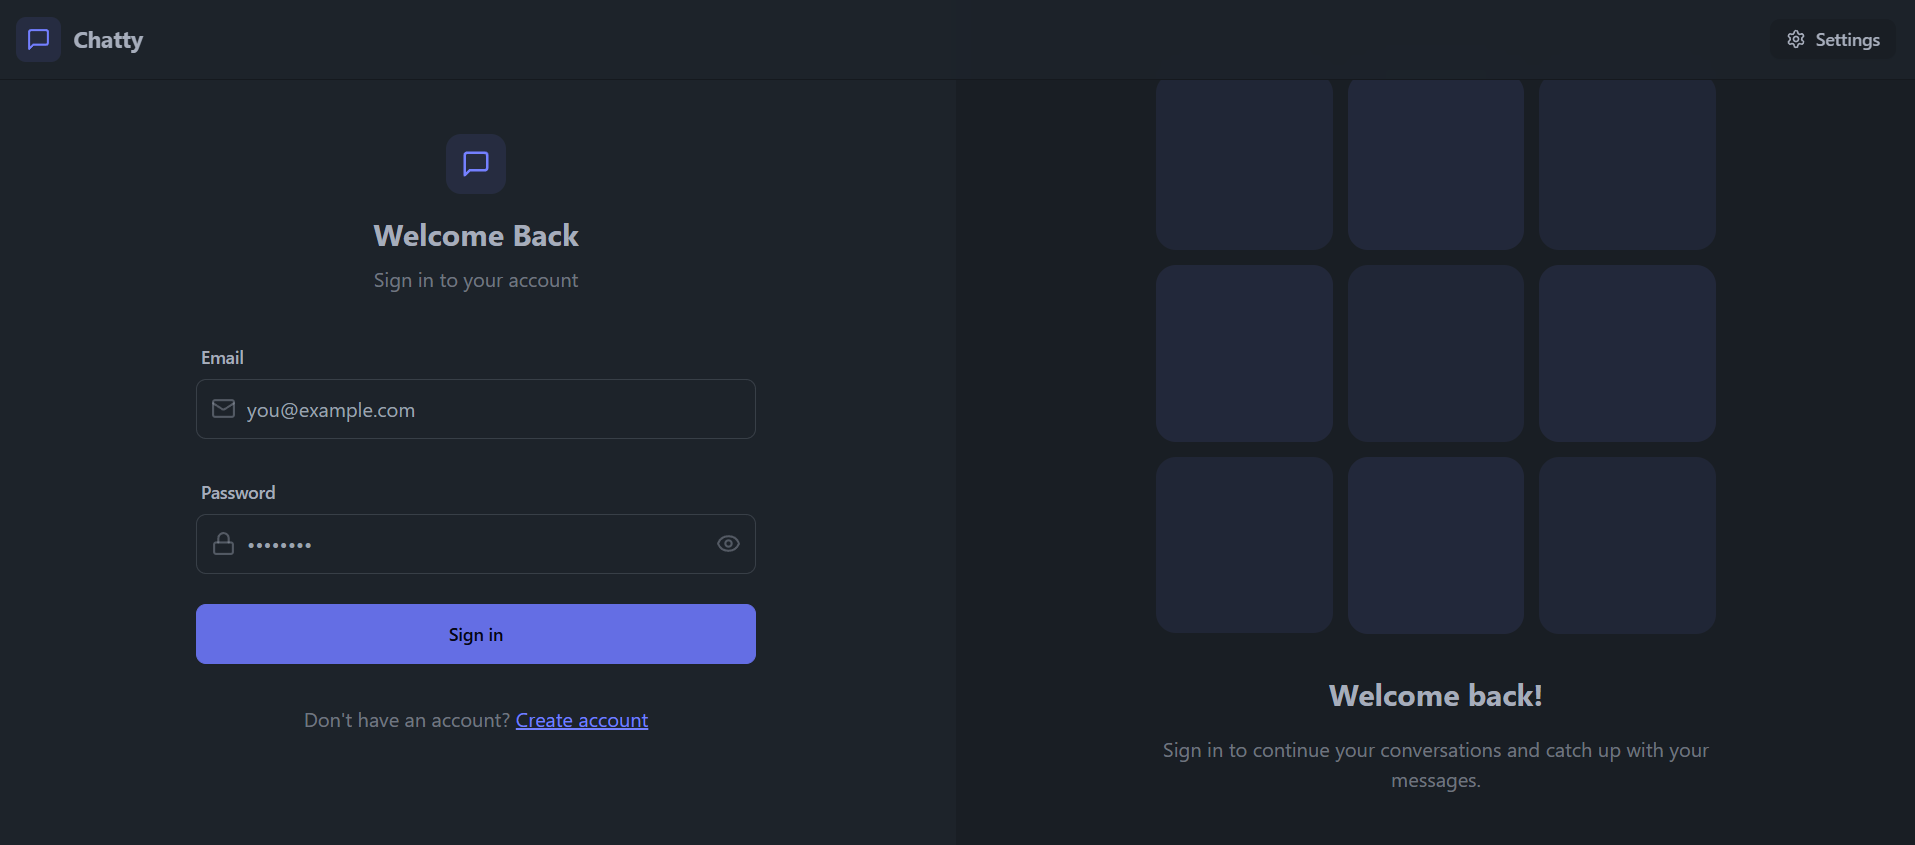 Chatty
Settings
Welcome Back
Sign in to your account
Email
you@example.com
Password
••••••••
Sign in
Don't have an account? Create account
Welcome back!
Sign in to continue your conversations and catch up with your
messages.